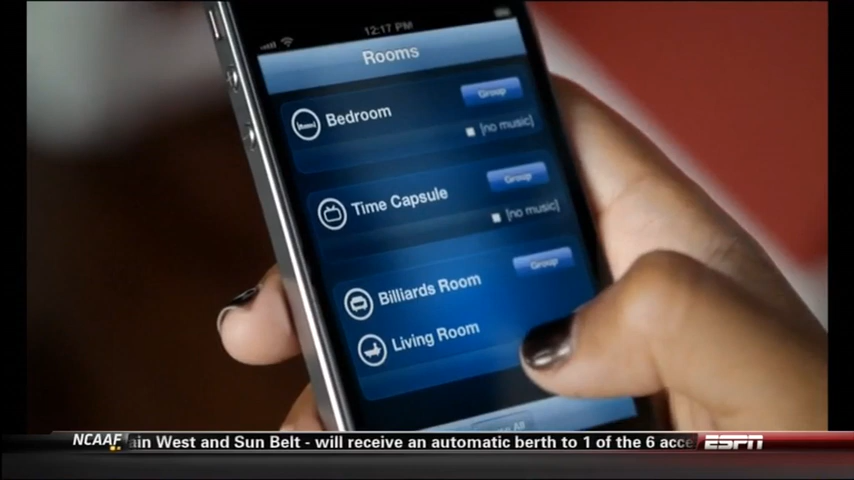 12:17 PM
Rooms
Bedroom
Group
[no music]
Time Capsule
Group
[no music]
Billiards Room
Group
Living Room
All
NCAAF
ain West and Sun Belt - will receive an automatic berth to 1 of the 6 acce
ESPN